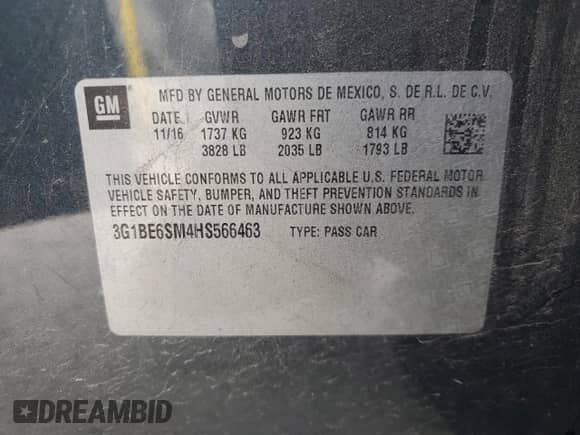 GM
MFD BY GENERAL MOTORS DE MEXICO, S. DE R.L. DE C.V.
DATE GVWR GAWR FRT GAWR RR
11/16 1737 KG 923 KG 814 KG
3828 LB 2035 LB 1793 LB
THIS VEHICLE CONFORMS TO ALL APPLICABLE U.S. FEDERAL MOTOR
VEHICLE SAFETY, BUMPER, AND THEFT PREVENTION STANDARDS IN
EFFECT ON THE DATE OF MANUFACTURE SHOWN ABOVE.
3G1BE6SM4HS566463 TYPE: PASS CAR
DREAMBID